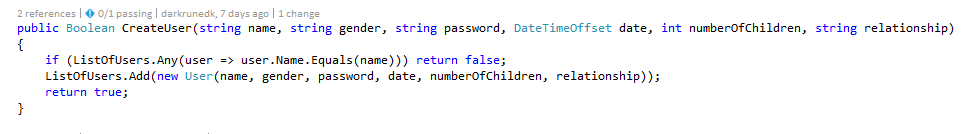 2 references | 0/1 passing | darkrunedk, 7 days ago | 1 change
public Boolean CreateUser(string name, string gender, string password, DateTimeOffset date, int numberOfChildren, string relationship)
{
    if (ListOfUsers.Any(user => user.Name.Equals(name))) return false;
    ListOfUsers.Add(new User(name, gender, password, date, numberOfChildren, relationship));
    return true;
}